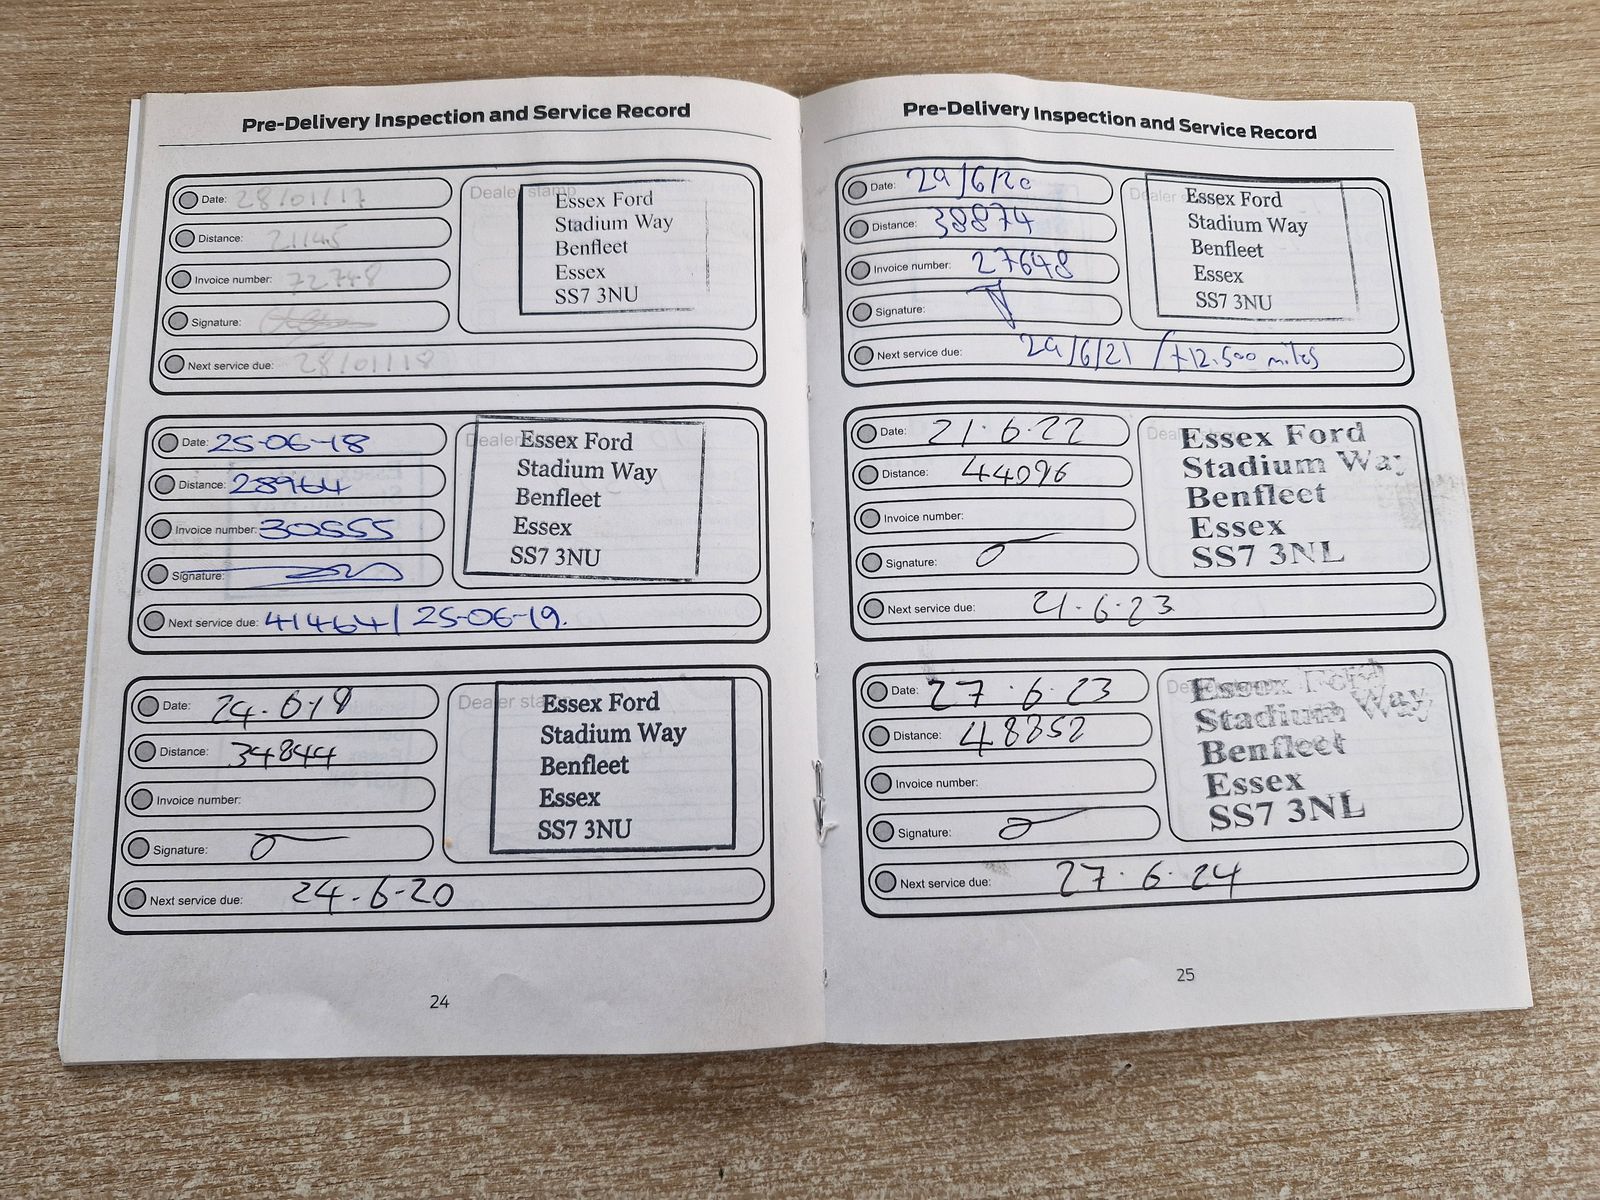 Pre-Delivery Inspection and Service Record
Date: 28/01/17
Distance: 21145
Invoice number: 72748
Signature:
Next service due: 28/01/18
Dealer stamp
Essex Ford
Stadium Way
Benfleet
Essex
SS7 3NU
Date: 25-06-18
Distance: 28964
Invoice number: 30555
Signature:
Next service due: 41464 / 25-06-19.
Dealer
Essex Ford
Stadium Way
Benfleet
Essex
SS7 3NU
Date: 24.6.19
Distance: 34844
Invoice number:
Signature:
Next service due: 24.6.20
Dealer stamp
Essex Ford
Stadium Way
Benfleet
Essex
SS7 3NU
24
Pre-Delivery Inspection and Service Record
Date: 29/6/20
Distance: 38874
Invoice number: 27648
Signature:
Next service due: 29/6/21 / +12.500 miles
Dealer
Essex Ford
Stadium Way
Benfleet
Essex
SS7 3NU
Date: 21.6.22
Distance: 44096
Invoice number:
Signature:
Next service due: 21.6.23
Essex Ford
Stadium Way
Benfleet
Essex
SS7 3NL
Date: 27.6.23
Distance: 48852
Invoice number:
Signature:
Next service due: 27.6.24
Essex Ford
Stadium Way
Benfleet
Essex
SS7 3NL
25